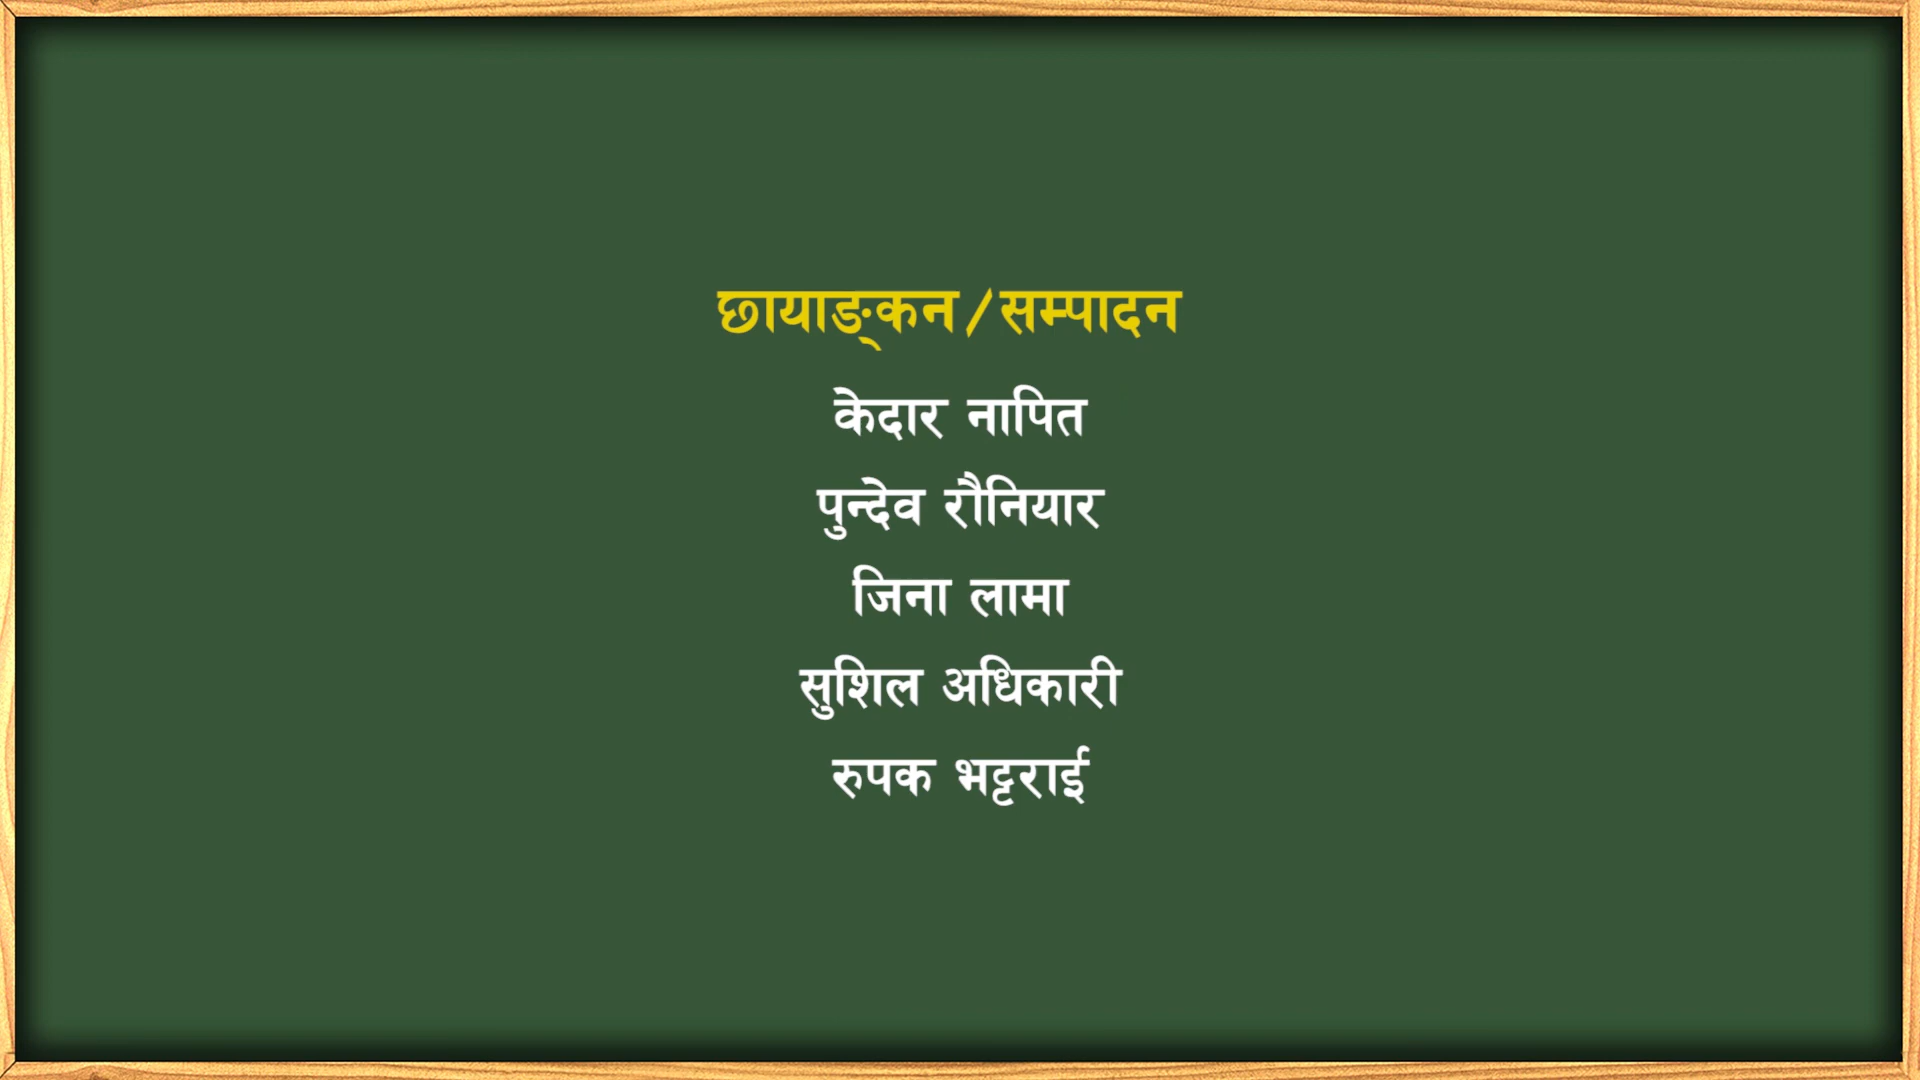 छायाङ्कन/सम्पादन
केदार नापित
पुन्देव रौनियार
जिना लामा
सुशिल अधिकारी
रुपक भट्टराई